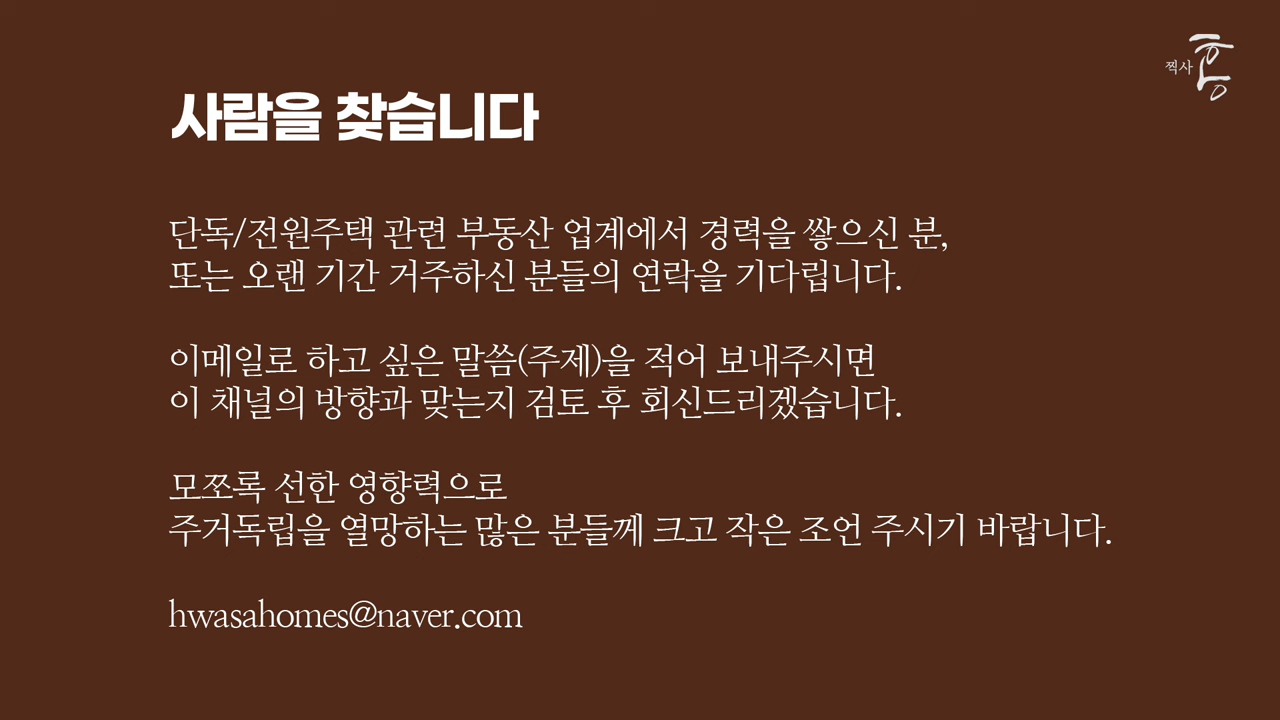 찍사 홍
사람을 찾습니다
단독/전원주택 관련 부동산 업계에서 경력을 쌓으신 분,
또는 오랜 기간 거주하신 분들의 연락을 기다립니다.
이메일로 하고 싶은 말씀(주제)을 적어 보내주시면
이 채널의 방향과 맞는지 검토 후 회신드리겠습니다.
모쪼록 선한 영향력으로
주거독립을 열망하는 많은 분들께 크고 작은 조언 주시기 바랍니다.
hwasahomes@naver.com